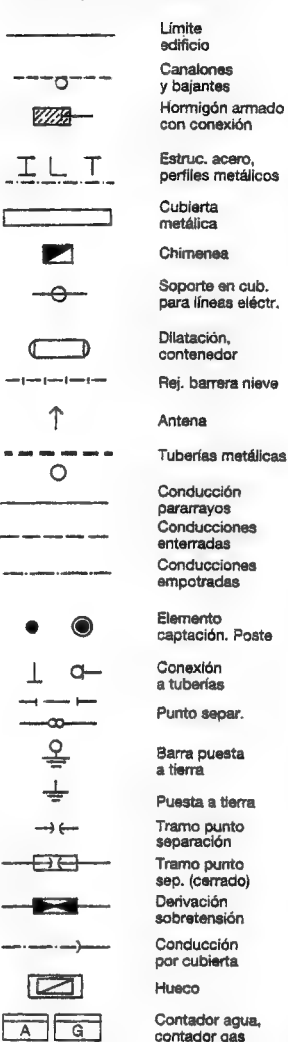 Límite
edificio
Canalones
y bajantes
Hormigón armado
con conexión
Estruc. acero,
perfiles metálicos
Cubierta
metálica
Chimenea
Soporte en cub.
para líneas eléctr.
Dilatación,
contenedor
Rej. barrera nieve
Antena
Tuberías metálicas
Conducción
pararrayos
Conducciones
enterradas
Conducciones
empotradas
Elemento
captación. Poste
Conexión
a tuberías
Punto separ.
Barra puesta
a tierra
Puesta a tierra
Tramo punto
separación
Tramo punto
sep. (cerrado)
Derivación
sobretensión
Conducción
por cubierta
Hueco
A G
Contador agua,
contador gas